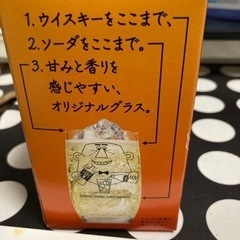 1.ウイスキーをここまで、
2.ソーダをここまで。
3.甘みと香りを
感じやすい、
オリジナルグラス。